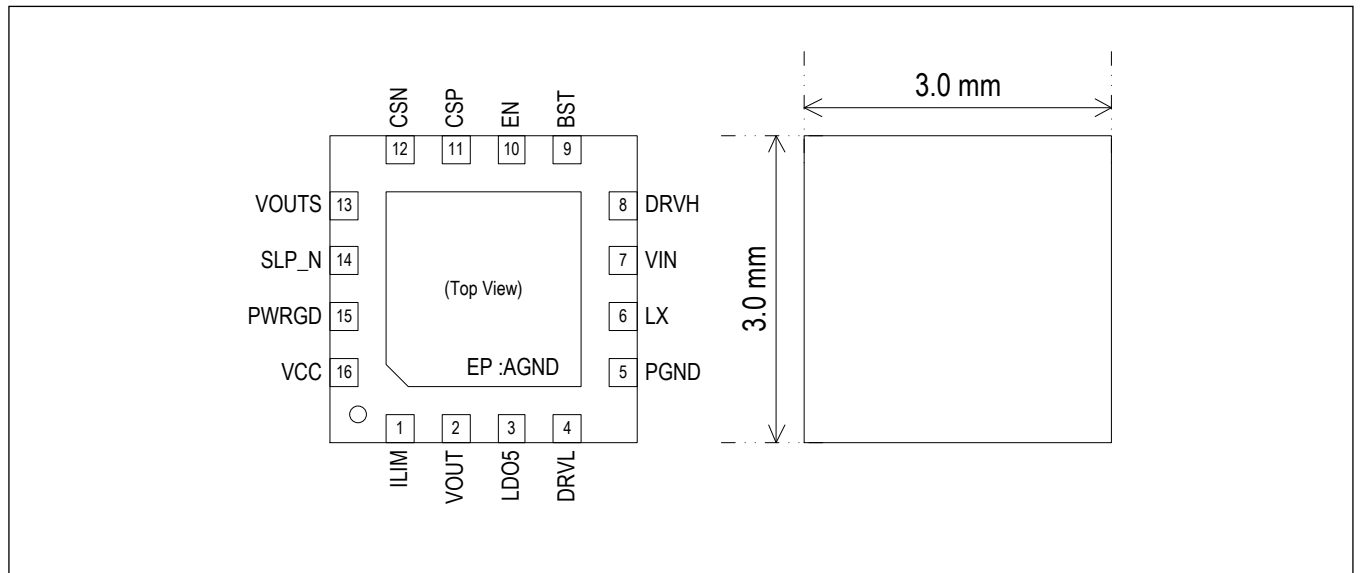 CSN
CSP
EN
BST
12
11
10
9
VOUTS 13
SLP_N 14
PWRGD 15
VCC 16
8 DRVH
7 VIN
6 LX
5 PGND
(Top View)
EP :AGND
1
2
3
4
ILIM
VOUT
LDO5
DRVL
3.0 mm
3.0 mm